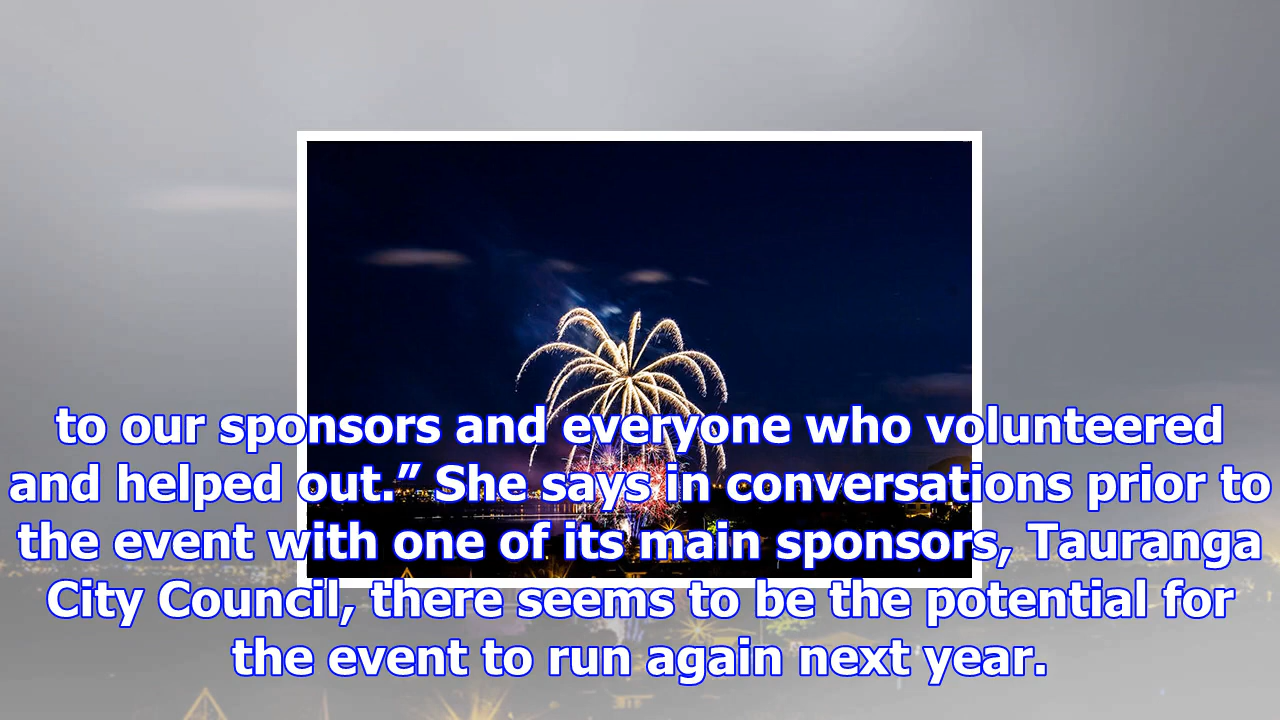 to our sponsors and everyone who volunteered
and helped out.” She says in conversations prior to
the event with one of its main sponsors, Tauranga
City Council, there seems to be the potential for
the event to run again next year.